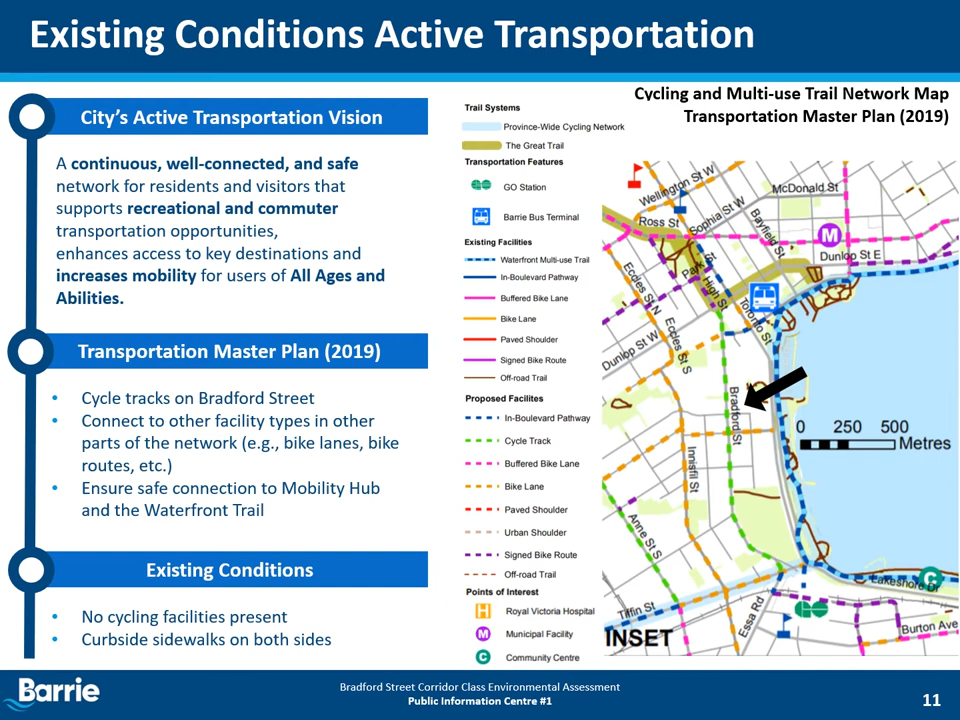 Existing Conditions Active Transportation
City's Active Transportation Vision
A continuous, well-connected, and safe
network for residents and visitors that
supports recreational and commuter
transportation opportunities,
enhances access to key destinations and
increases mobility for users of All Ages and
Abilities.
Transportation Master Plan (2019)
• Cycle tracks on Bradford Street
• Connect to other facility types in other
parts of the network (e.g., bike lanes, bike
routes, etc.)
• Ensure safe connection to Mobility Hub
and the Waterfront Trail
Existing Conditions
• No cycling facilities present
• Curbside sidewalks on both sides
Trail Systems
Province-Wide Cycling Network
The Great Trail
Transportation Features
GO Station
Barrie Bus Terminal
Existing Facilities
Waterfront Multi-use Trail
In-Boulevard Pathway
Buffered Bike Lane
Bike Lane
Paved Shoulder
Signed Bike Route
Off-road Trail
Proposed Facilites
In-Boulevard Pathway
Cycle Track
Buffered Bike Lane
Bike Lane
Paved Shoulder
Urban Shoulder
Signed Bike Route
Off-road Trail
Points of Interest
H Royal Victoria Hospital
M Municipal Facility
C Community Centre
Cycling and Multi-use Trail Network Map
Transportation Master Plan (2019)
Wellington St W
McDonald St
Ross St
Sophia St W
Bayfield St
M
Dunlop St E
Park St
Eccles St N
High St
Toronto St
Eccles St S
Dunlop St W
Bradford St
0 250 500
Metres
Innisfil St
Anne St S
C
Lakeshore Dr
Tiffin St
Essa Rd
Burton Ave
INSET
Barrie
Bradford Street Corridor Class Environmental Assessment
Public Information Centre #1
11